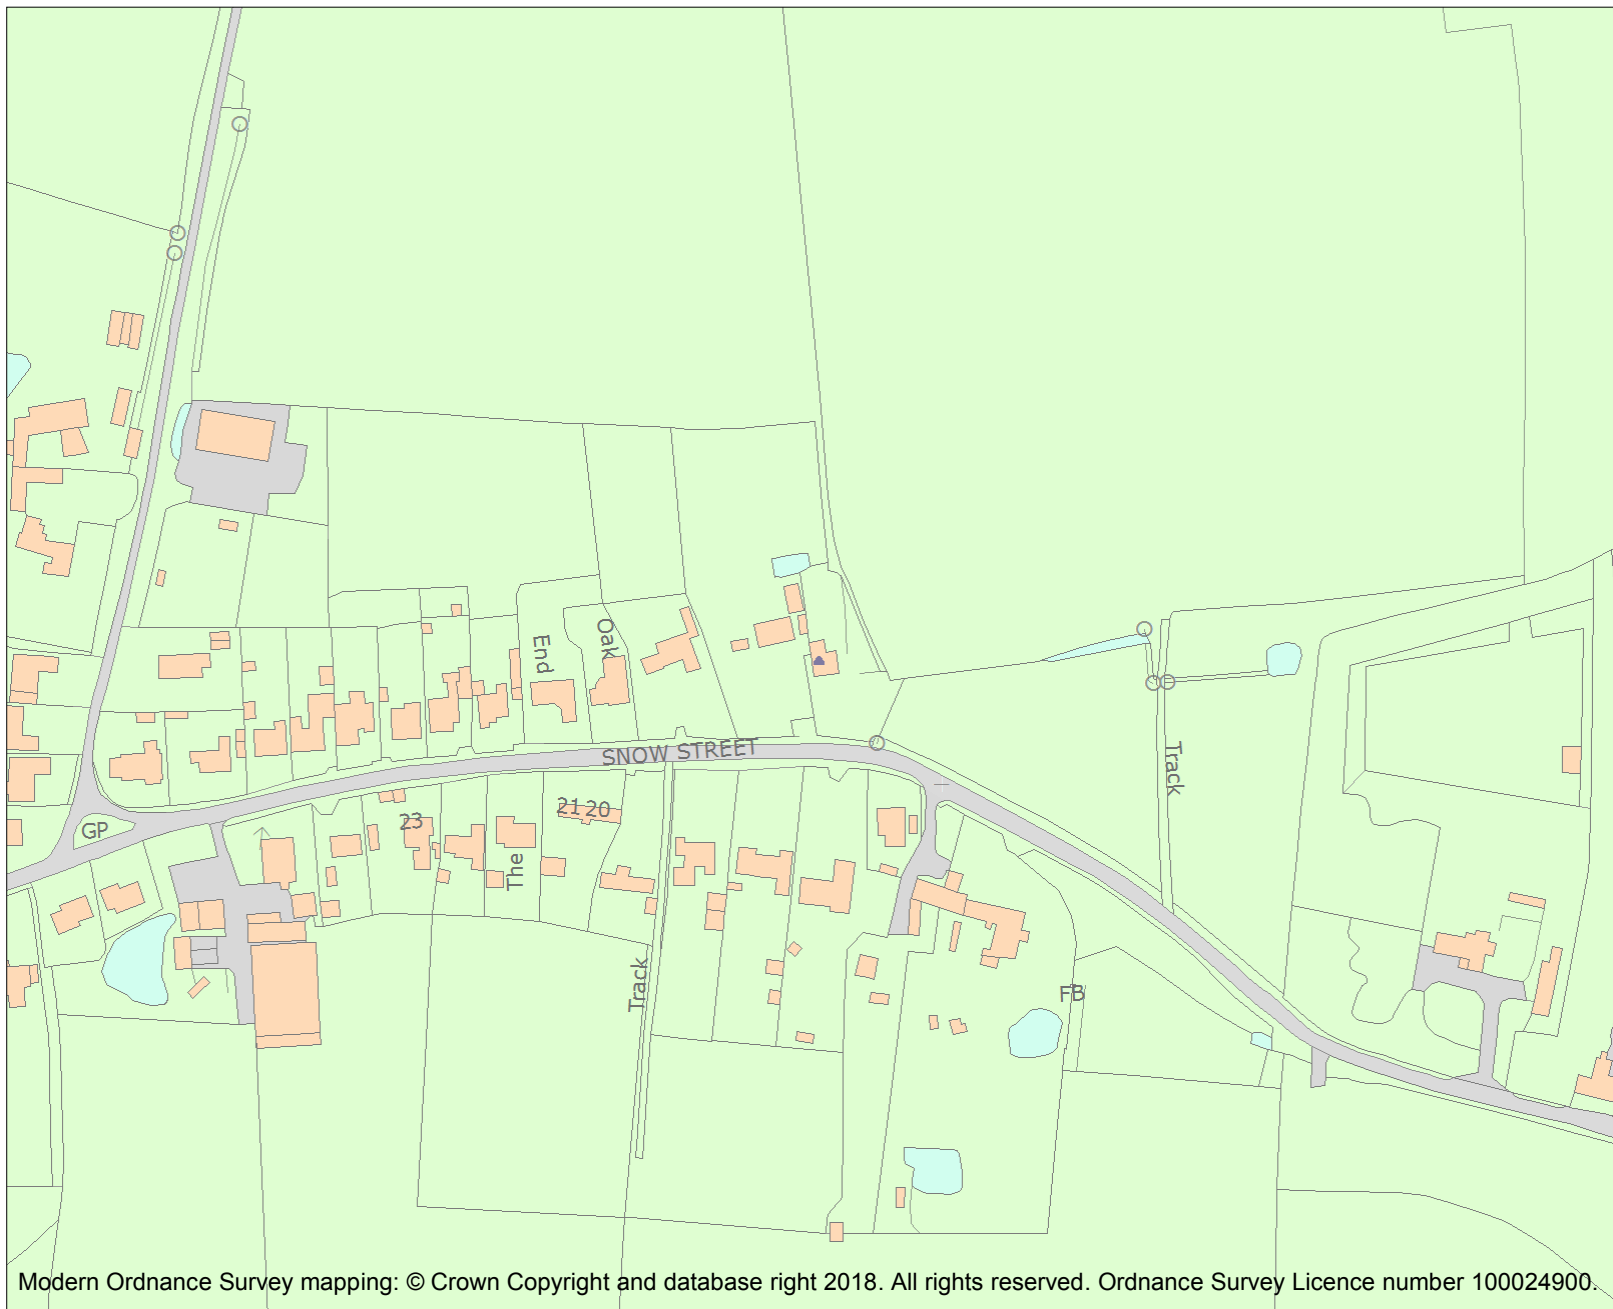 End
Oak
SNOW STREET
Track
21 20
23
GP
The
Track
FB
Modern Ordnance Survey mapping: © Crown Copyright and database right 2018. All rights reserved. Ordnance Survey Licence number 100024900.